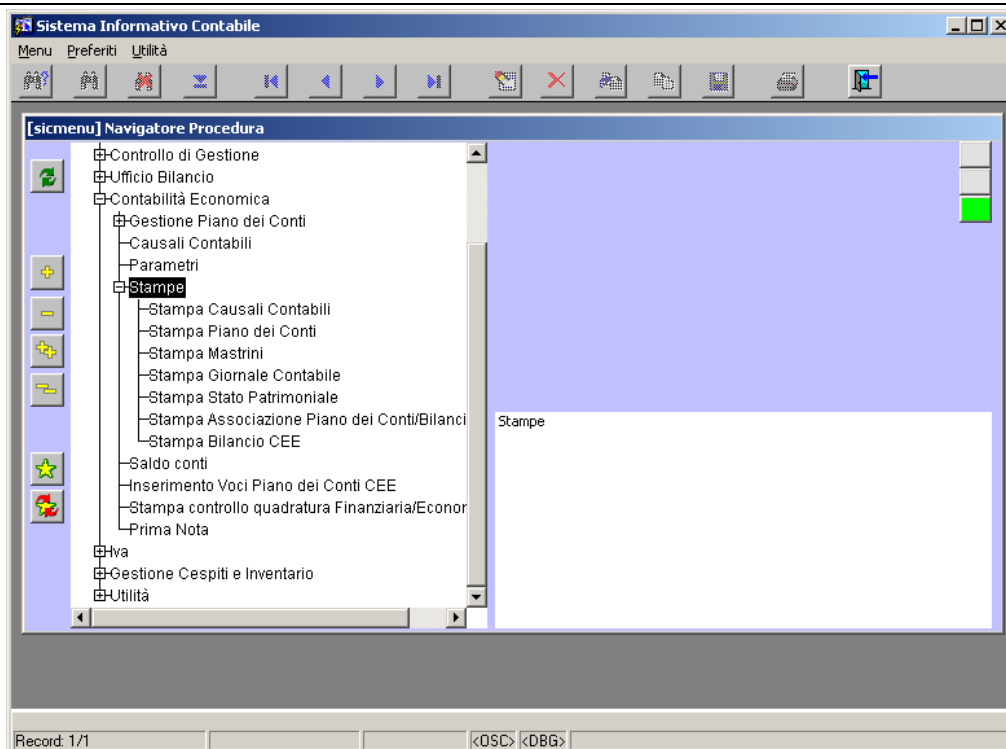 Sistema Informativo Contabile
Menu Preferiti Utilità
[sicmenu] Navigatore Procedura
Controllo di Gestione
Ufficio Bilancio
Contabilità Economica
Gestione Piano dei Conti
Causali Contabili
Parametri
Stampe
Stampa Causali Contabili
Stampa Piano dei Conti
Stampa Mastrini
Stampa Giornale Contabile
Stampa Stato Patrimoniale
Stampa Associazione Piano dei Conti/Bilanci
Stampe
Stampa Bilancio CEE
Saldo conti
Inserimento Voci Piano dei Conti CEE
Stampa controllo quadratura Finanziaria/Econor
Prima Nota
Iva
Gestione Cespiti e Inventario
Utilità
Record: 1/1 <OSC> <DBG>